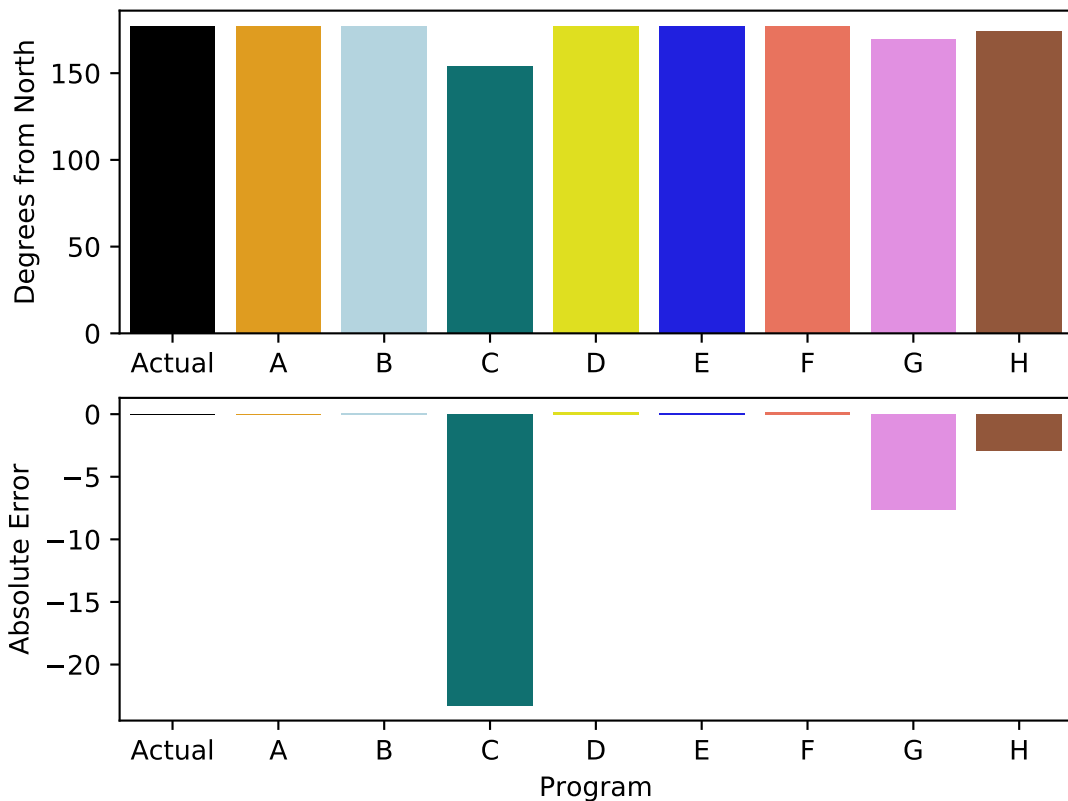 Degrees from North
150
100
50
0
Actual A B C D E F G H
Absolute Error
0
−5
−10
−15
−20
Actual A B C D E F G H
Program